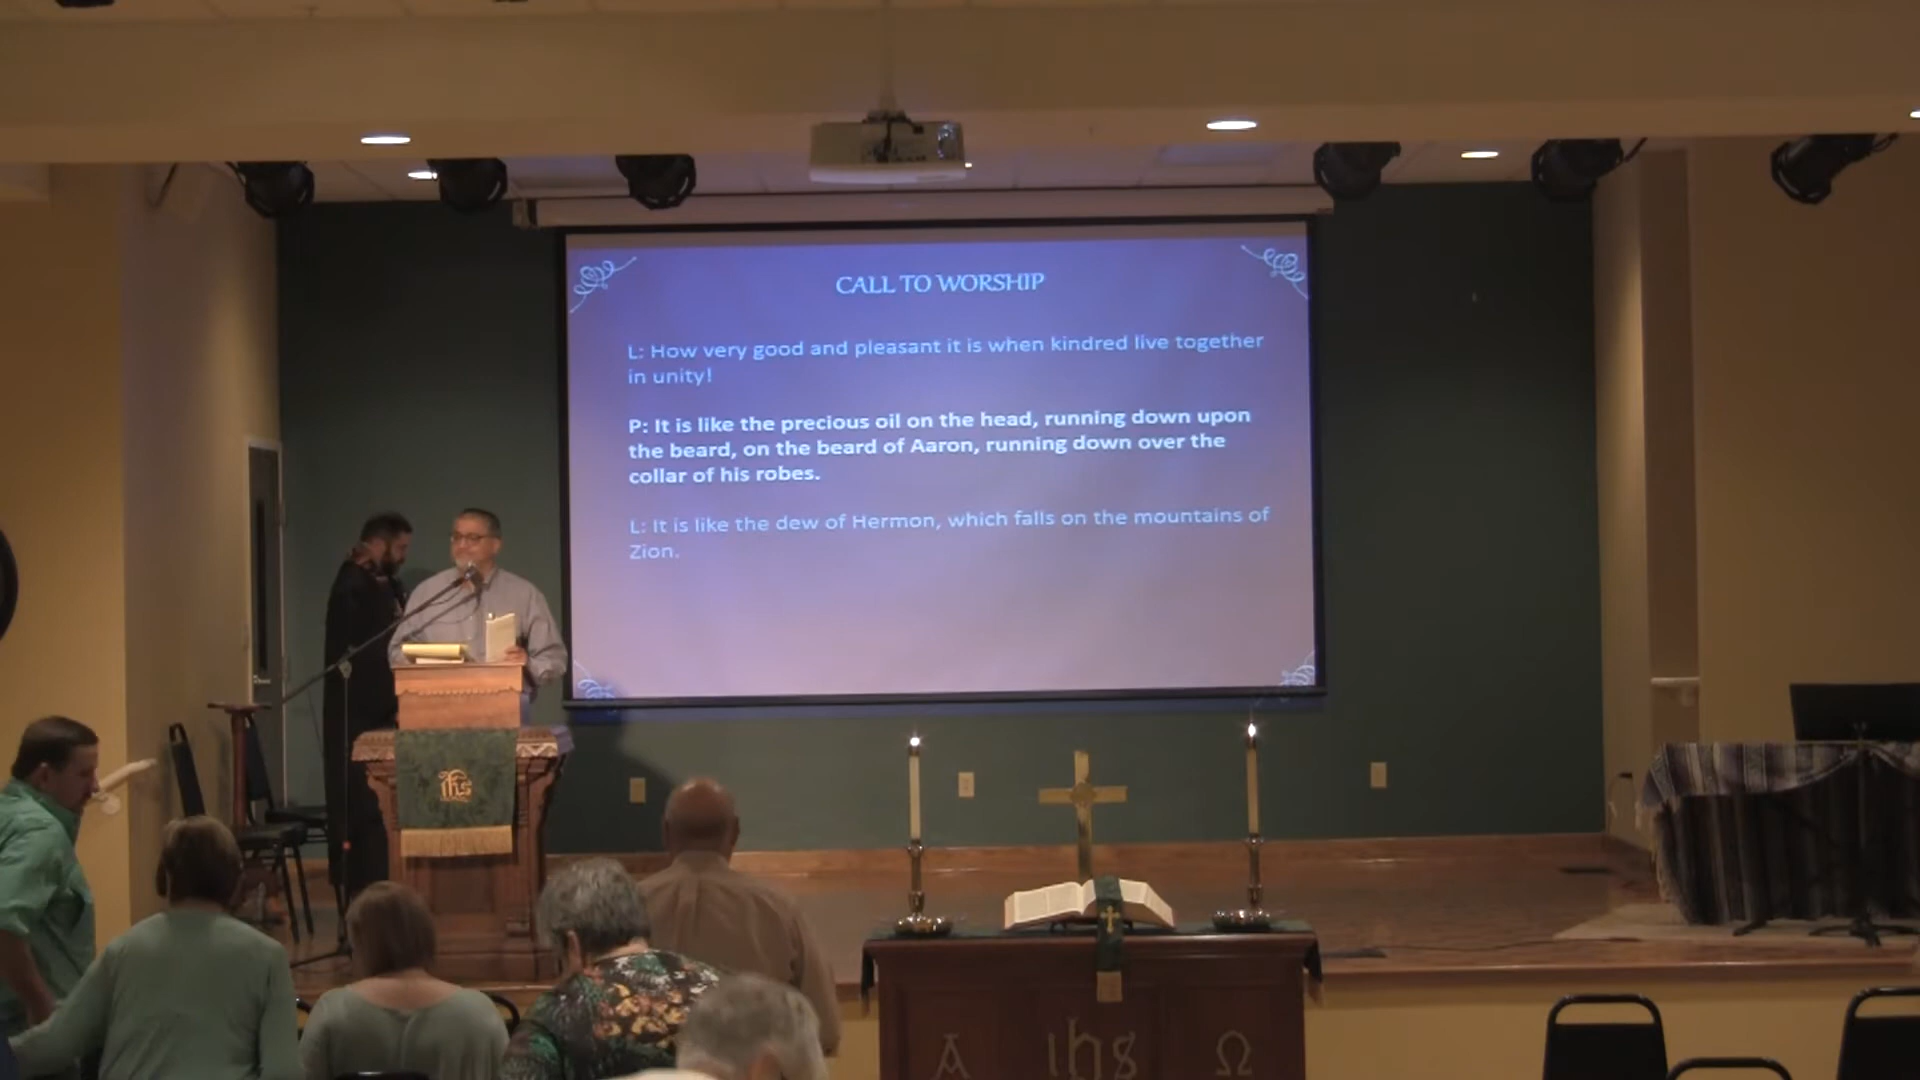 CALL TO WORSHIP
L: How very good and pleasant it is when kindred live together
in unity!
P: It is like the precious oil on the head, running down upon
the beard, on the beard of Aaron, running down over the
collar of his robes.
L: It is like the dew of Hermon, which falls on the mountains of
Zion.
ihs
A ihs Ω